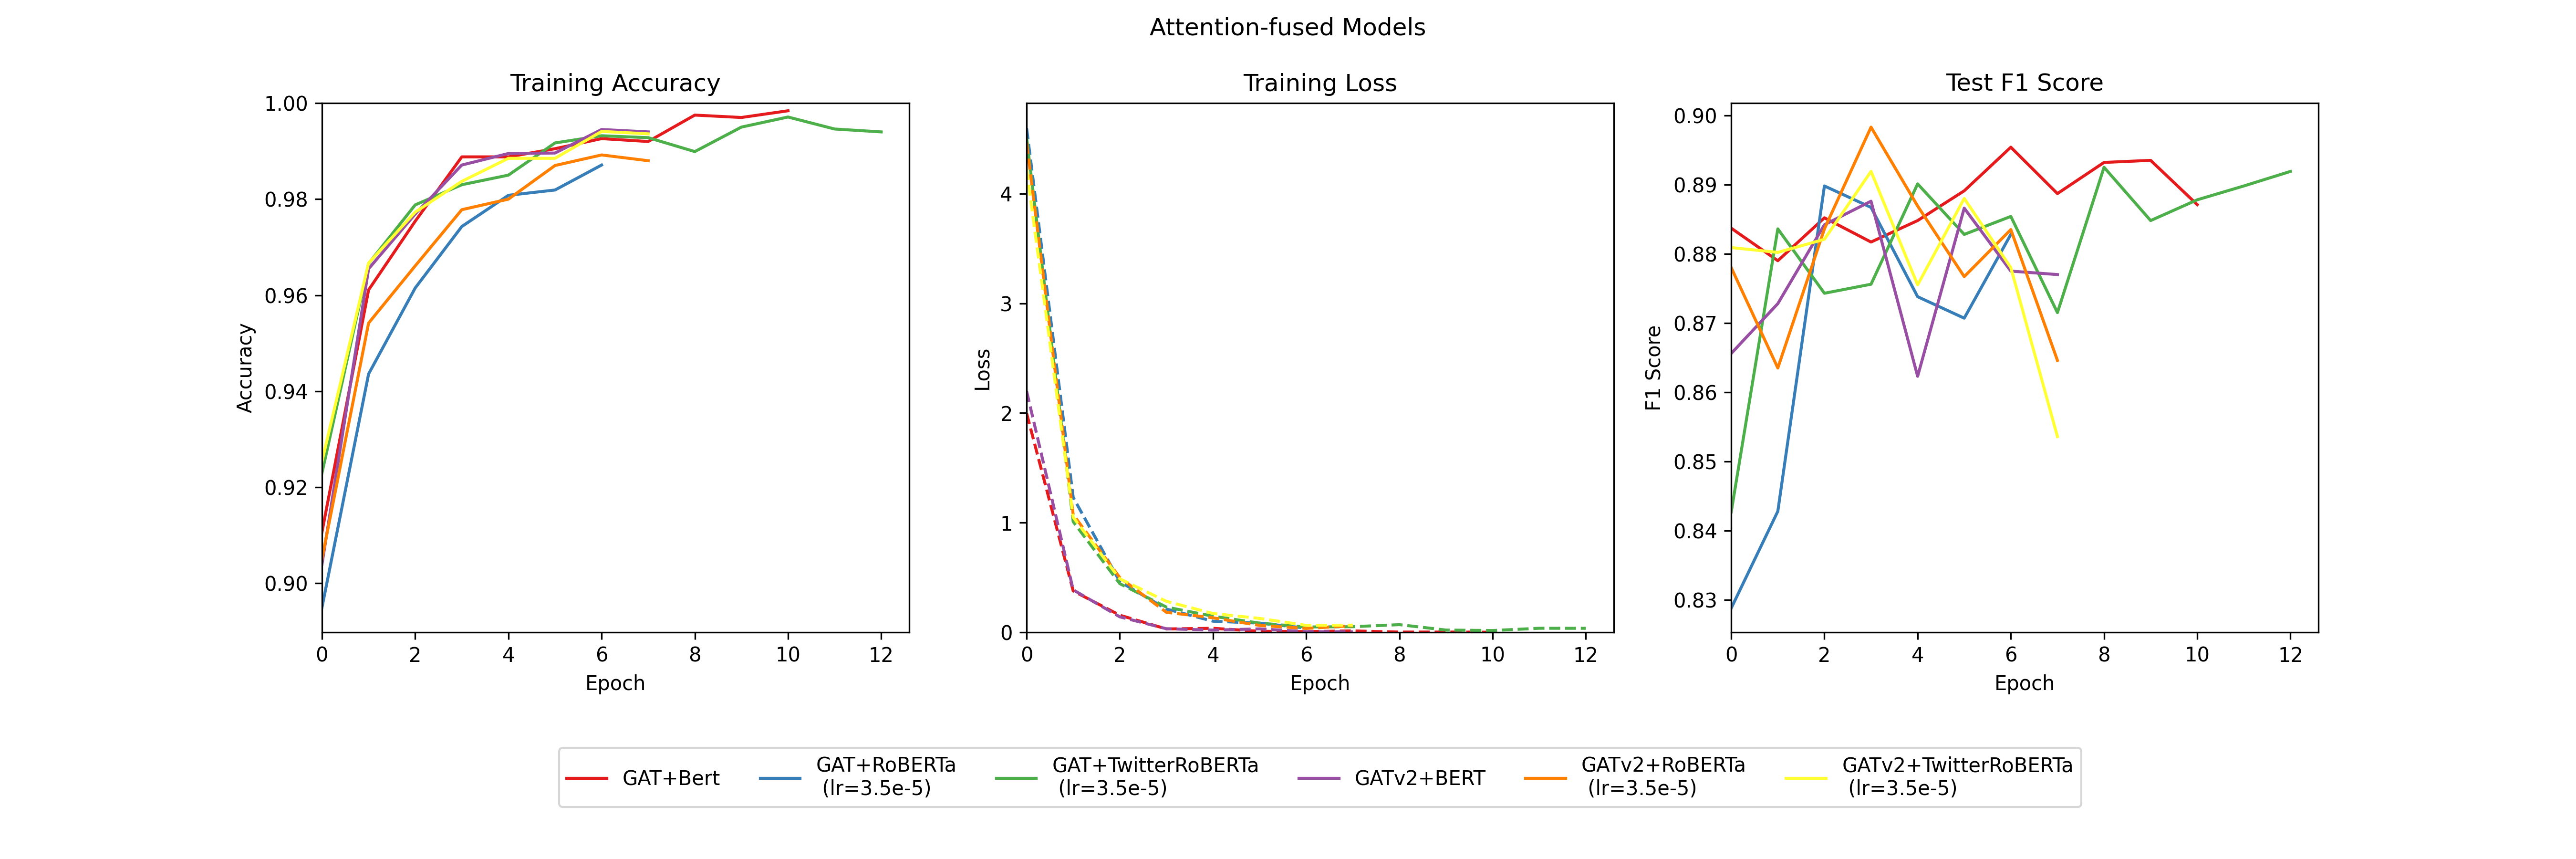 Attention-fused Models
Training Accuracy
1.00
0.98
0.96
0.94
0.92
0.90
Accuracy
0 2 4 6 8 10 12
Epoch
Training Loss
4
3
2
1
0
Loss
0 2 4 6 8 10 12
Epoch
Test F1 Score
0.90
0.89
0.88
0.87
0.86
0.85
0.84
0.83
F1 Score
0 2 4 6 8 10 12
Epoch
GAT+Bert
GAT+RoBERTa
(lr=3.5e-5)
GAT+TwitterRoBERTa
(lr=3.5e-5)
GATv2+BERT
GATv2+RoBERTa
(lr=3.5e-5)
GATv2+TwitterRoBERTa
(lr=3.5e-5)